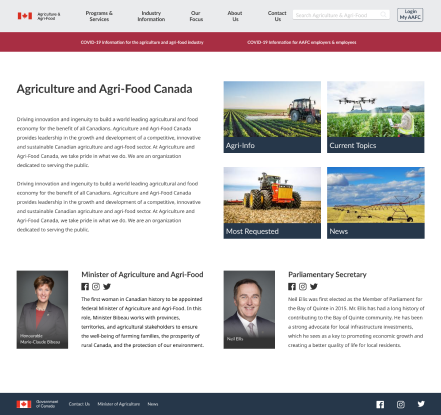 Agriculture &
Agri-Food
Programs &
Services
Industry
Information
Our
Focus
About
Us
Contact
Us
Search Agriculture & Agri-Food
Login
My AAFC
COVID-19 Information for the agriculture and agri-food industry
COVID-19 Information for AAFC employers & employees
Agriculture and Agri-Food Canada
Driving innovation and ingenuity to build a world leading agricultural and food
economy for the benefit of all Canadians. Agriculture and Agri-Food Canada
provides leadership in the growth and development of a competitive, innovative
and sustainable Canadian agriculture and agri-food sector. At Agriculture and
Agri-Food Canada, we take pride in what we do. We are an organization
dedicated to serving the public.
Driving innovation and ingenuity to build a world leading agricultural and food
economy for the benefit of all Canadians. Agriculture and Agri-Food Canada
provides leadership in the growth and development of a competitive, innovative
and sustainable Canadian agriculture and agri-food sector. At Agriculture and
Agri-Food Canada, we take pride in what we do. We are an organization
dedicated to serving the public.
Agri-Info
Current Topics
Most Requested
News
Minister of Agriculture and Agri-Food
The first woman in Canadian history to be appointed
federal Minister of Agriculture and Agri-Food. In this
role, Minister Bibeau works with provinces,
territories, and agricultural stakeholders to ensure
the well-being of farming families, the prosperity of
rural Canada, and the protection of our environment.
Honourable
Marie-Claude Bibeau
Parliamentary Secretary
Neil Ellis was first elected as the Member of Parliament for
the Bay of Quinte in 2015. Mr. Ellis has had a long history of
contributing to the Bay of Quinte community. He has been
a strong advocate for local infrastructure investments,
which he sees as a key to promoting economic growth and
creating a better quality of life for local residents.
Neil Ellis
Government
of Canada
Contact Us
Minister of Agriculture
News